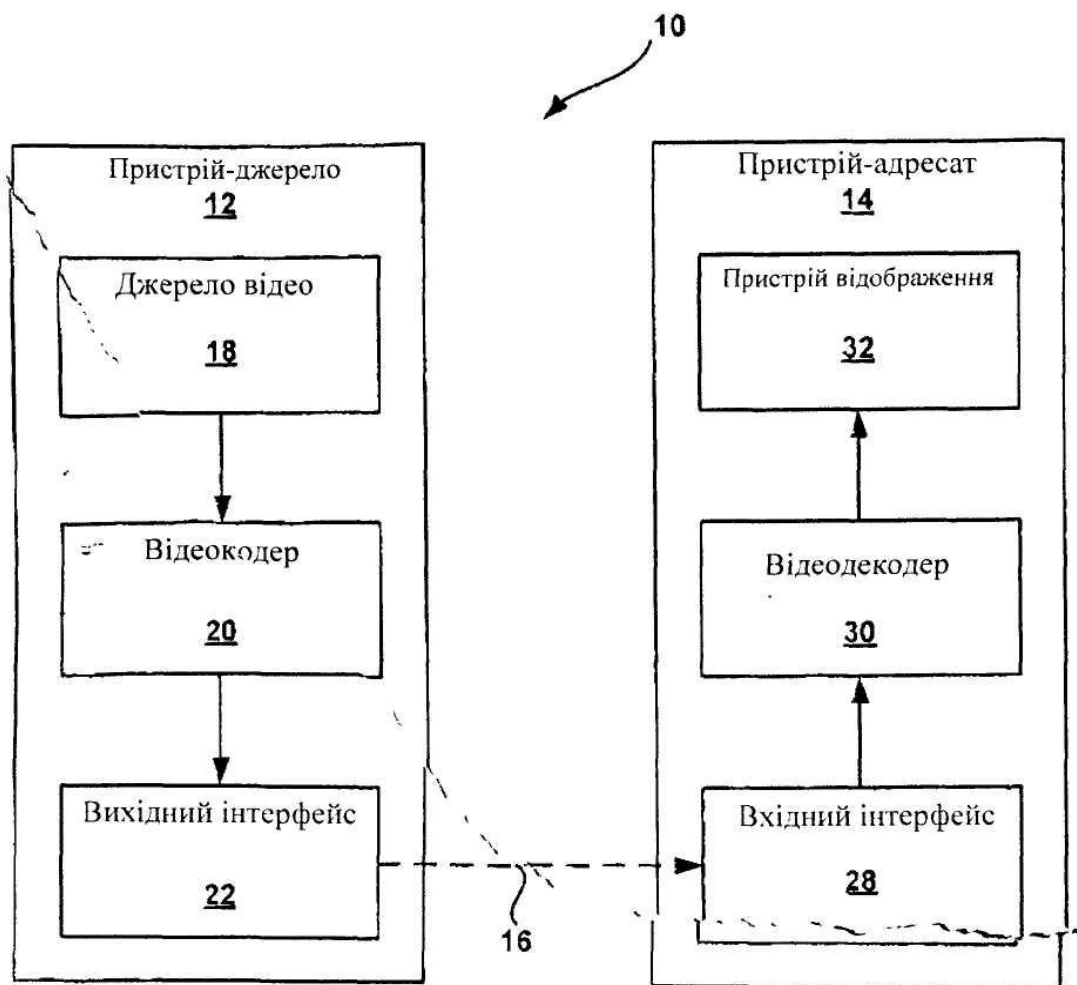 10
Пристрій-джерело
12
Джерело відео
18
Відеокодер
20
Вихідний інтерфейс
22
16
Пристрій-адресат
14
Пристрій відображення
32
Відеодекодер
30
Вхідний інтерфейс
28